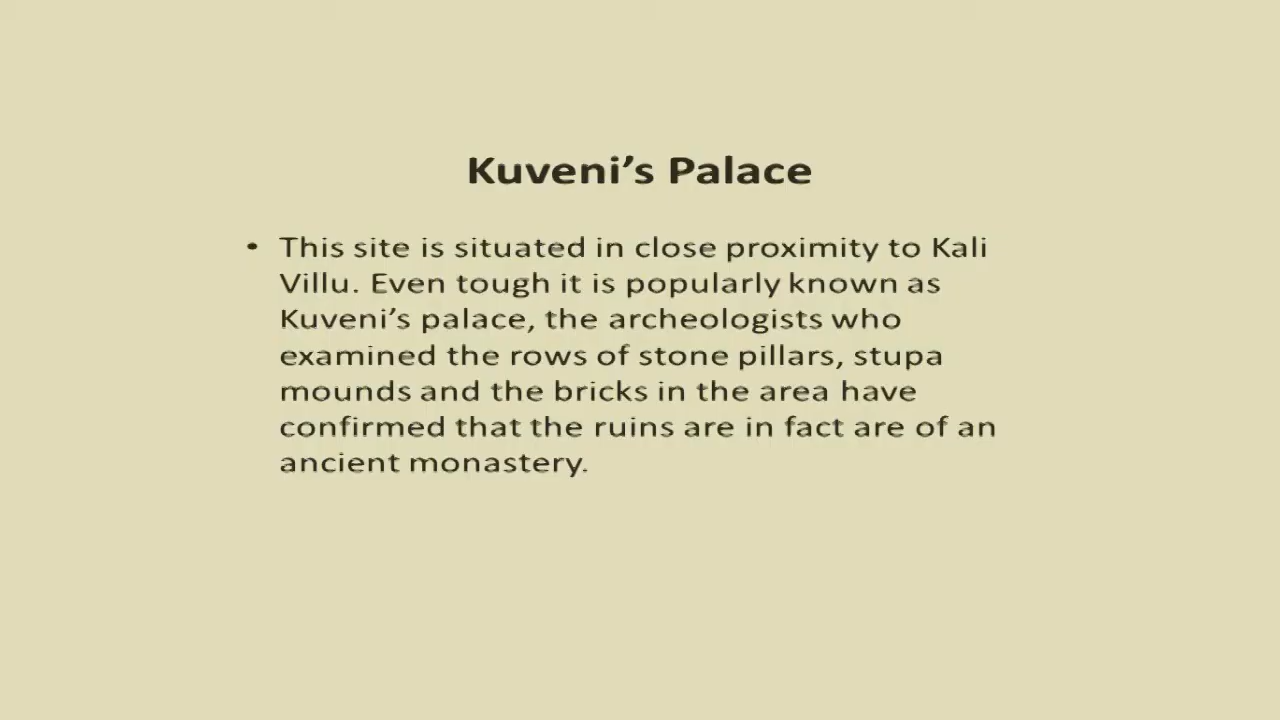 Kuveni’s Palace
• This site is situated in close proximity to Kali
Villu. Even tough it is popularly known as
Kuveni’s palace, the archeologists who
examined the rows of stone pillars, stupa
mounds and the bricks in the area have
confirmed that the ruins are in fact are of an
ancient monastery.